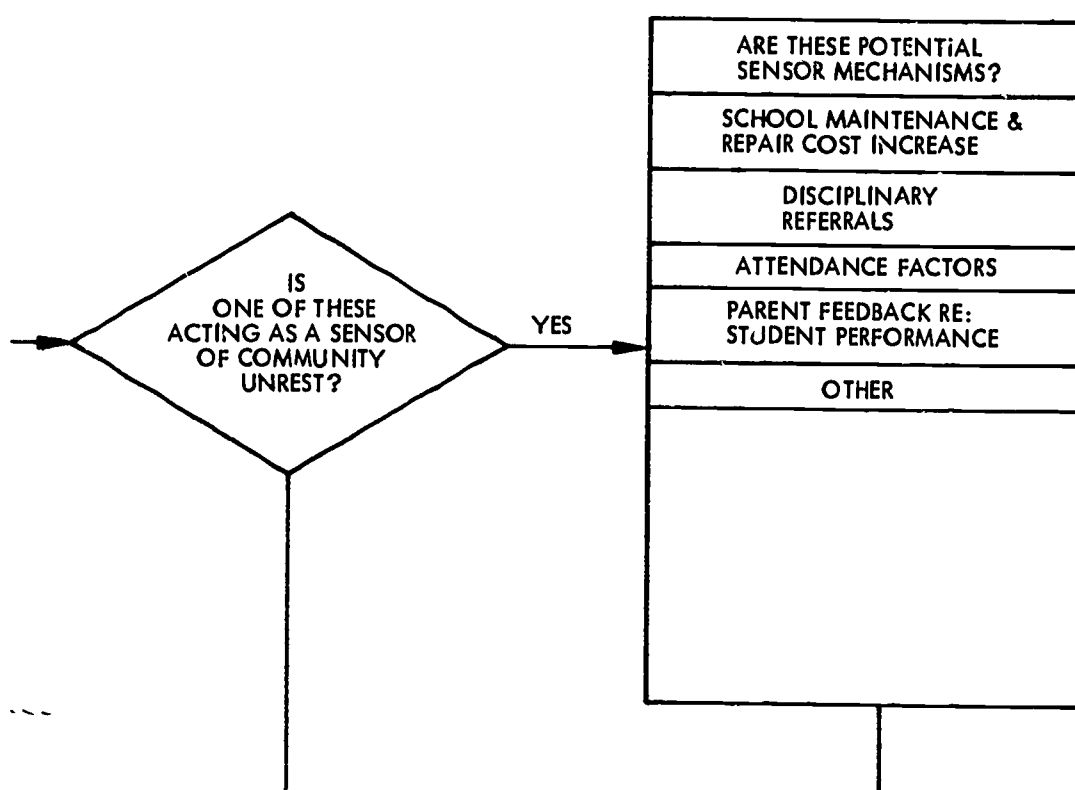 IS
ONE OF THESE
ACTING AS A SENSOR
OF COMMUNITY
UNREST?
YES
ARE THESE POTENTIAL
SENSOR MECHANISMS?
SCHOOL MAINTENANCE &
REPAIR COST INCREASE
DISCIPLINARY
REFERRALS
ATTENDANCE FACTORS
PARENT FEEDBACK RE:
STUDENT PERFORMANCE
OTHER